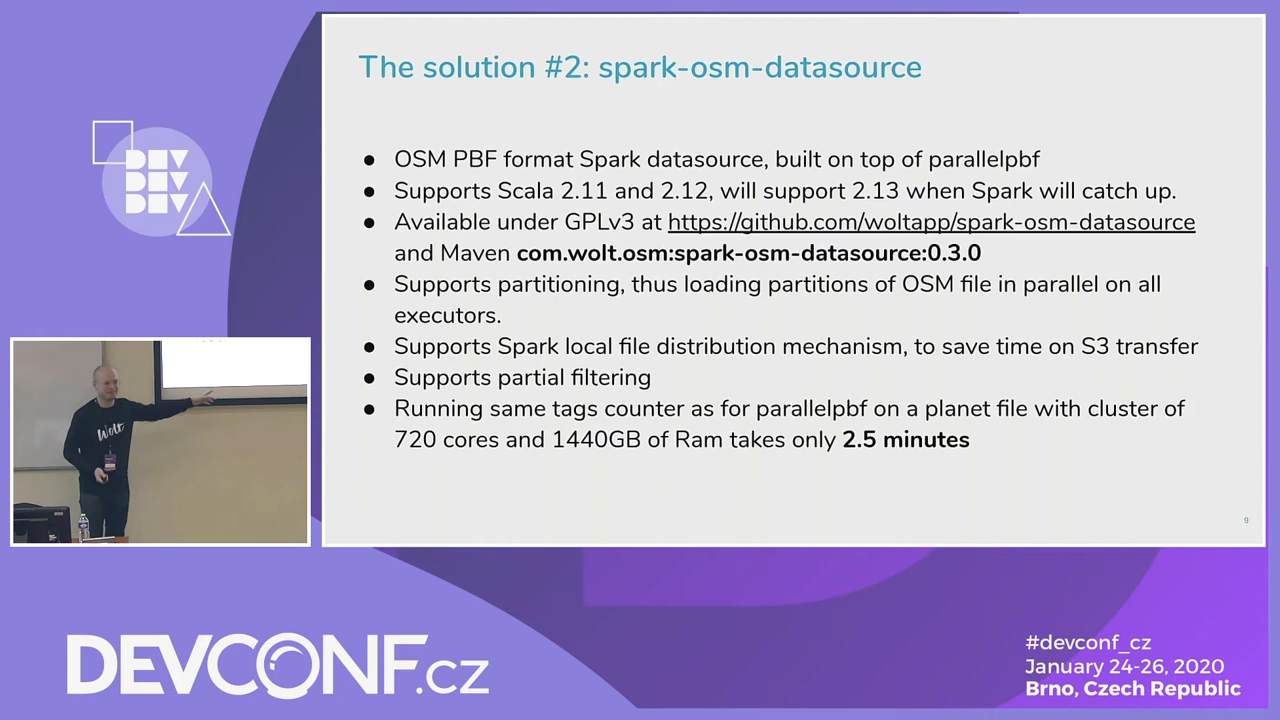 The solution #2: spark-osm-datasource
● OSM PBF format Spark datasource, built on top of parallelpbf
● Supports Scala 2.11 and 2.12, will support 2.13 when Spark will catch up.
● Available under GPLv3 at https://github.com/woltapp/spark-osm-datasource
and Maven com.wolt.osm:spark-osm-datasource:0.3.0
● Supports partitioning, thus loading partitions of OSM file in parallel on all
executors.
● Supports Spark local file distribution mechanism, to save time on S3 transfer
● Supports partial filtering
● Running same tags counter as for parallelpbf on a planet file with cluster of
720 cores and 1440GB of Ram takes only 2.5 minutes
9
DEV
DEV
DEV
Wolt
DEVCONF.cz
#devconf_cz
January 24-26, 2020
Brno, Czech Republic